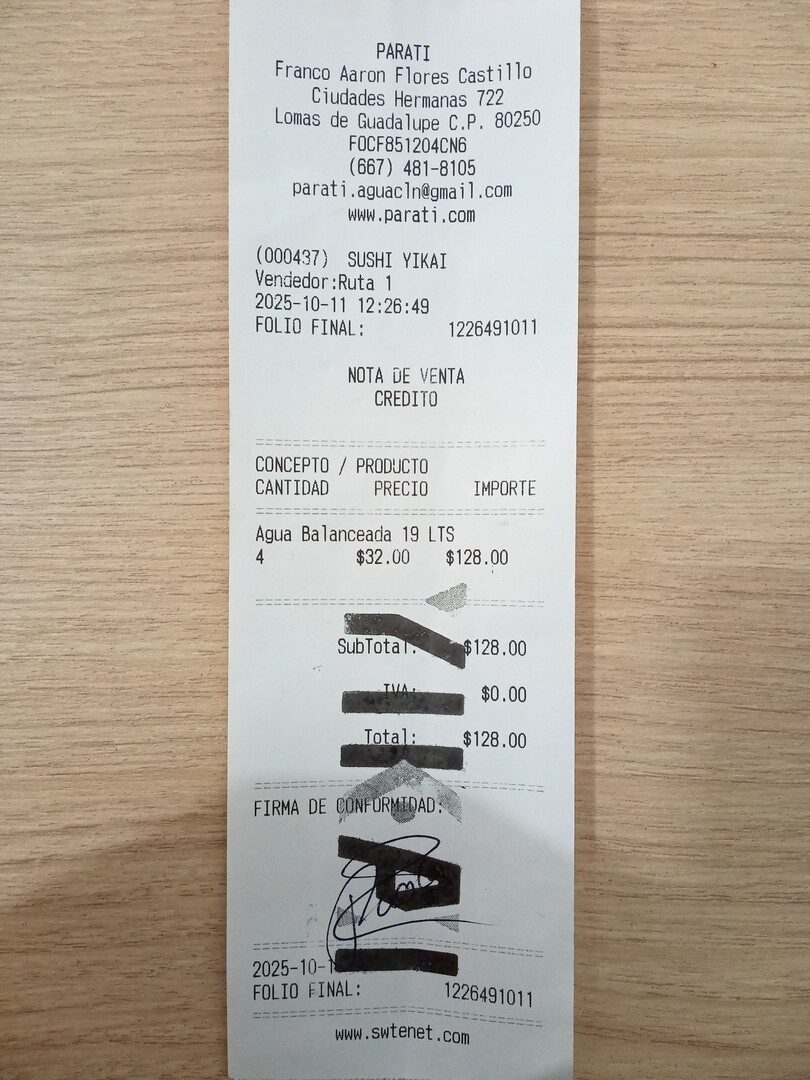 PARATI
Franco Aaron Flores Castillo
Ciudades Hermanas 722
Lomas de Guadalupe C.P. 80250
FOCF851204CN6
(667) 481-8105
parati.aguacln@gmail.com
www.parati.com
(000437) SUSHI YIKAI
Vendedor:Ruta 1
2025-10-11 12:26:49
FOLIO FINAL: 1226491011
NOTA DE VENTA
CREDITO
CONCEPTO / PRODUCTO
CANTIDAD PRECIO IMPORTE
Agua Balanceada 19 LTS
4 $32.00 $128.00
SubTotal: $128.00
IVA: $0.00
Total: $128.00
FIRMA DE CONFORMIDAD:
2025-10-1
FOLIO FINAL: 1226491011
www.swtenet.com